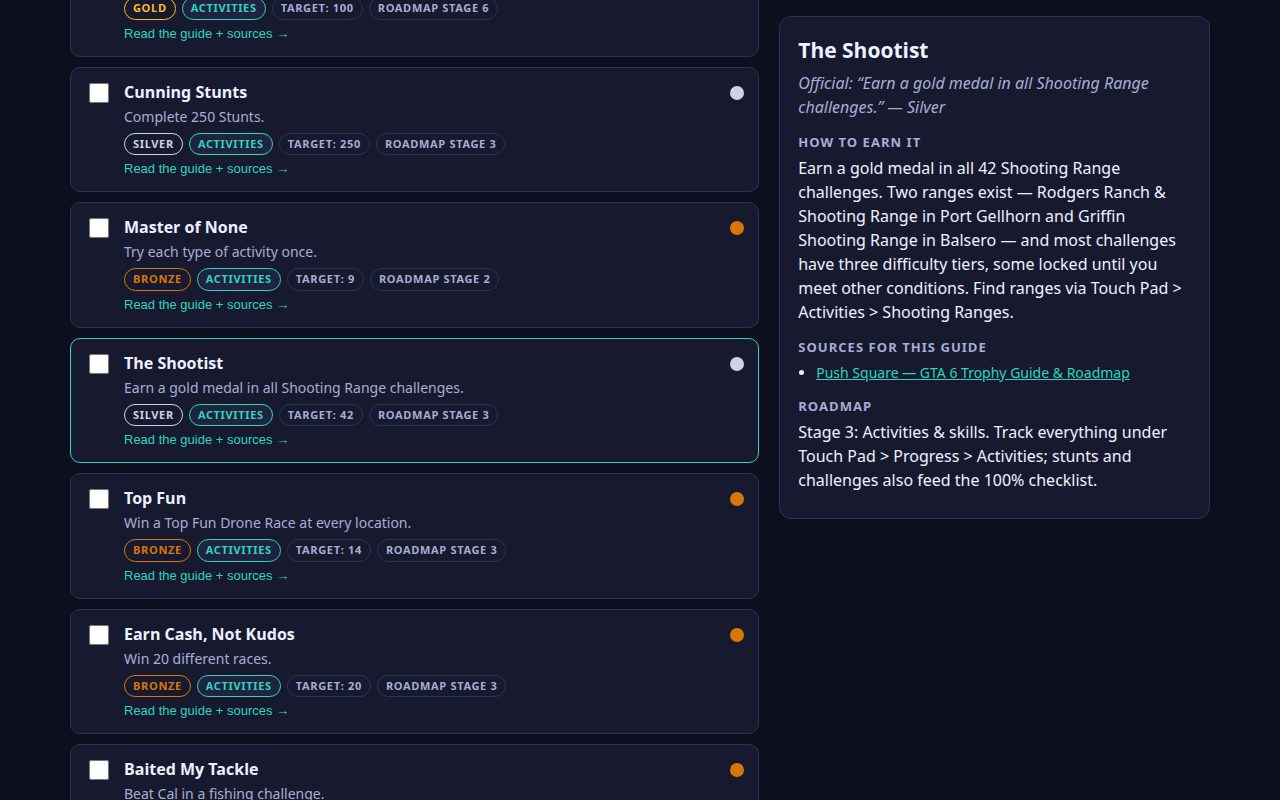 GOLD ACTIVITIES TARGET: 100 ROADMAP STAGE 6
Read the guide + sources →
Cunning Stunts
Complete 250 Stunts.
SILVER ACTIVITIES TARGET: 250 ROADMAP STAGE 3
Read the guide + sources →
Master of None
Try each type of activity once.
BRONZE ACTIVITIES TARGET: 9 ROADMAP STAGE 2
Read the guide + sources →
The Shootist
Earn a gold medal in all Shooting Range challenges.
SILVER ACTIVITIES TARGET: 42 ROADMAP STAGE 3
Read the guide + sources →
Top Fun
Win a Top Fun Drone Race at every location.
BRONZE ACTIVITIES TARGET: 14 ROADMAP STAGE 3
Read the guide + sources →
Earn Cash, Not Kudos
Win 20 different races.
BRONZE ACTIVITIES TARGET: 20 ROADMAP STAGE 3
Read the guide + sources →
Baited My Tackle
Beat Cal in a fishing challenge.
The Shootist
Official: “Earn a gold medal in all Shooting Range
challenges.” — Silver
HOW TO EARN IT
Earn a gold medal in all 42 Shooting Range
challenges. Two ranges exist — Rodgers Ranch &
Shooting Range in Port Gellhorn and Griffin
Shooting Range in Balsero — and most challenges
have three difficulty tiers, some locked until you
meet other conditions. Find ranges via Touch Pad >
Activities > Shooting Ranges.
SOURCES FOR THIS GUIDE
• Push Square — GTA 6 Trophy Guide & Roadmap
ROADMAP
Stage 3: Activities & skills. Track everything under
Touch Pad > Progress > Activities; stunts and
challenges also feed the 100% checklist.